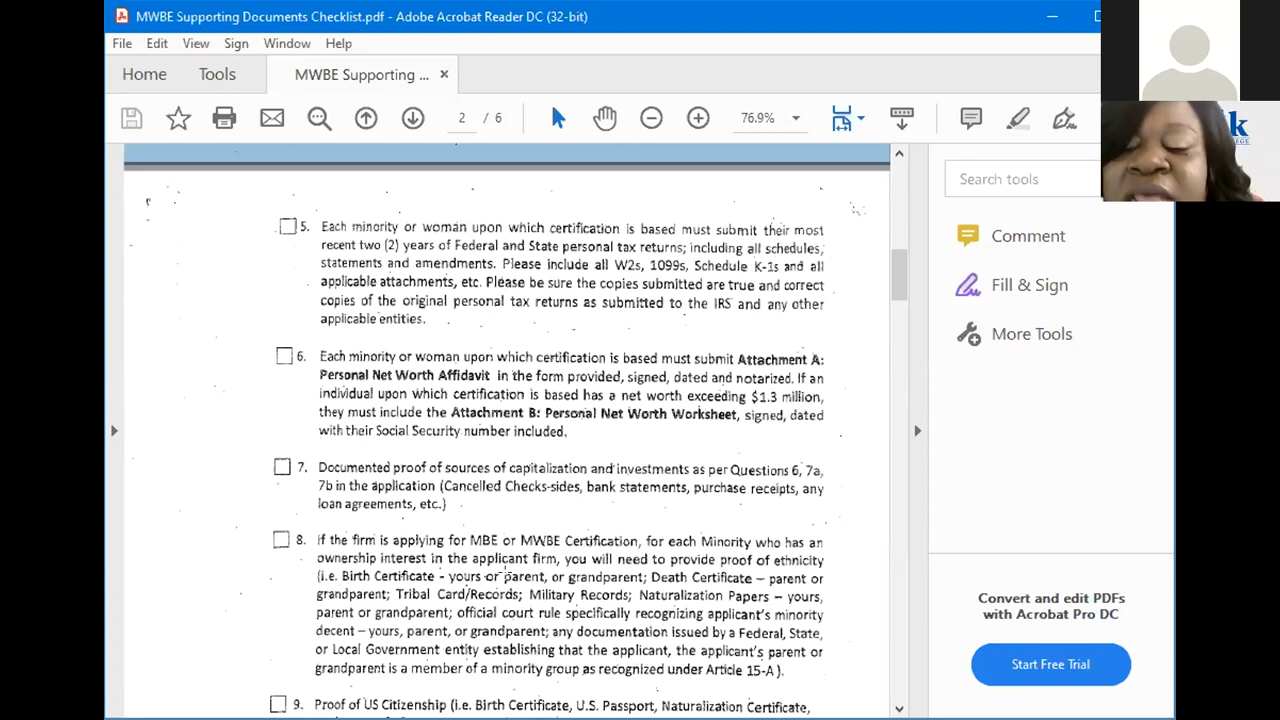 MWBE Supporting Documents Checklist.pdf - Adobe Acrobat Reader DC (32-bit)
File Edit View Sign Window Help
Home Tools MWBE Supporting ... ×
2 / 6 76.9%
Search tools
Comment
Fill & Sign
More Tools
Convert and edit PDFs
with Acrobat Pro DC
Start Free Trial
k
5. Each minority or woman upon which certification is based must submit their most
recent two (2) years of Federal and State personal tax returns; including all schedules,
statements and amendments. Please include all W2s, 1099s, Schedule K-1s and all
applicable attachments, etc. Please be sure the copies submitted are true and correct
copies of the original personal tax returns as submitted to the IRS and any other
applicable entities.
6. Each minority or woman upon which certification is based must submit Attachment A:
Personal Net Worth Affidavit in the form provided, signed, dated and notarized. If an
individual upon which certification is based has a net worth exceeding $1.3 million,
they must include the Attachment B: Personal Net Worth Worksheet, signed, dated
with their Social Security number included.
7. Documented proof of sources of capitalization and investments as per Questions 6, 7a,
7b in the application (Cancelled Checks-sides, bank statements, purchase receipts, any
loan agreements, etc.)
8. If the firm is applying for MBE or MWBE Certification, for each Minority who has an
ownership interest in the applicant firm, you will need to provide proof of ethnicity
(i.e. Birth Certificate - yours or parent, or grandparent; Death Certificate – parent or
grandparent; Tribal Card/Records; Military Records; Naturalization Papers – yours,
parent or grandparent; official court rule specifically recognizing applicant's minority
decent – yours, parent, or grandparent; any documentation issued by a Federal, State,
or Local Government entity establishing that the applicant, the applicant's parent or
grandparent is a member of a minority group as recognized under Article 15-A).
9. Proof of US Citizenship (i.e. Birth Certificate, U.S. Passport, Naturalization Certificate,